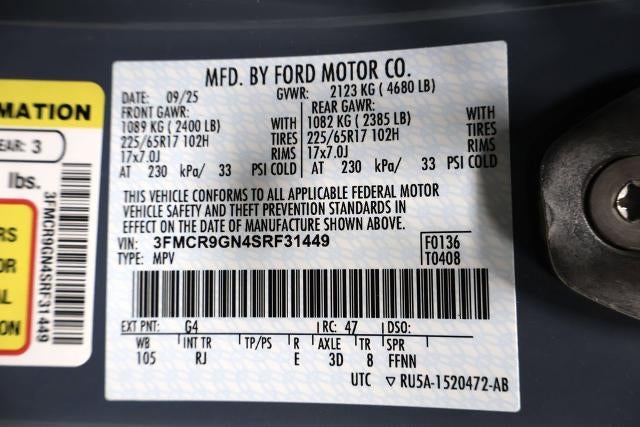 MFD. BY FORD MOTOR CO.
DATE: 09/25 GVWR: 2123 KG ( 4680 LB)
FRONT GAWR: REAR GAWR:
1089 KG ( 2400 LB) WITH 1082 KG ( 2385 LB) WITH
225/65R17 102H TIRES 225/65R17 102H TIRES
17x7.0J RIMS 17x7.0J RIMS
AT 230 kPa/ 33 PSI COLD AT 230 kPa/ 33 PSI COLD
THIS VEHICLE CONFORMS TO ALL APPLICABLE FEDERAL MOTOR
VEHICLE SAFETY AND THEFT PREVENTION STANDARDS IN
EFFECT ON THE DATE OF MANUFACTURE SHOWN ABOVE.
VIN: 3FMCR9GN4SRF31449 F0136
TYPE: MPV T0408
EXT PNT: G4 RC: 47 DSO:
WB INT TR TP/PS R AXLE TR SPR
105 RJ E 3D 8 FFNN
UTC ▽ RU5A-1520472-AB
MATION
EAR: 3
lbs.
RS
OR
AL
ON
3FMCR9GN4SRF31449